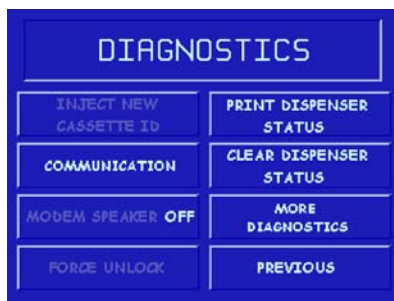 DIAGNOSTICS
INJECT NEW
CASSETTE ID
PRINT DISPENSER
STATUS
COMMUNICATION
CLEAR DISPENSER
STATUS
MODEM SPEAKER OFF
MORE
DIAGNOSTICS
FORCE UNLOCK
PREVIOUS